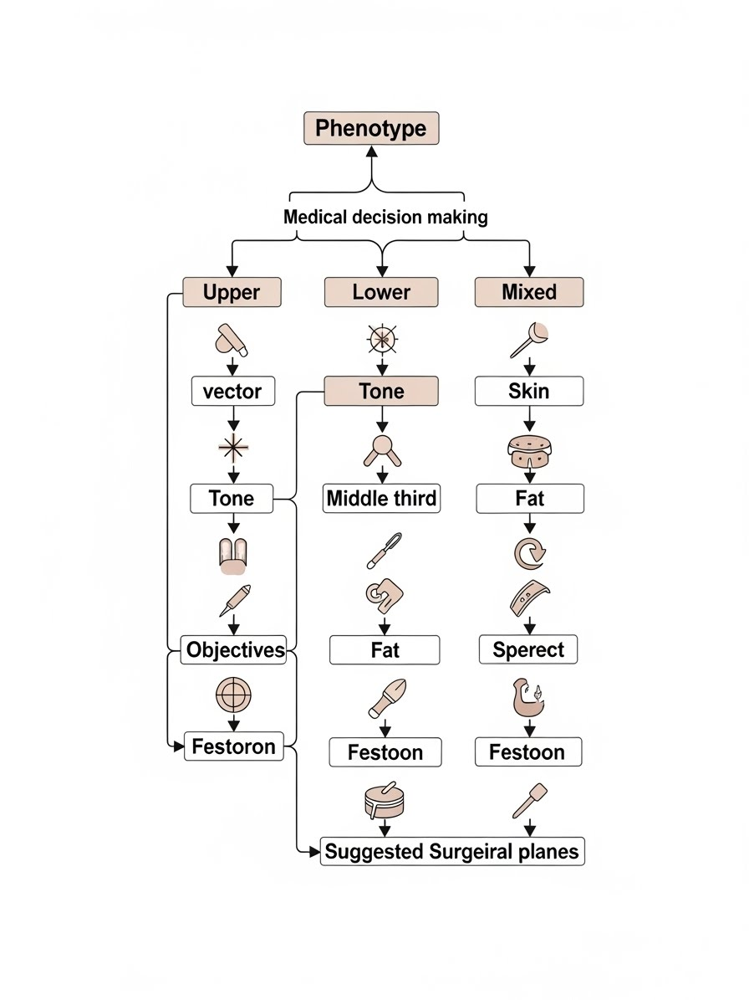 Phenotype
Medical decision making
Upper
Lower
Mixed
vector
Tone
Skin
Tone
Middle third
Fat
Objectives
Fat
Sperect
Festoron
Festoon
Festoon
Suggested Surgeiral planes